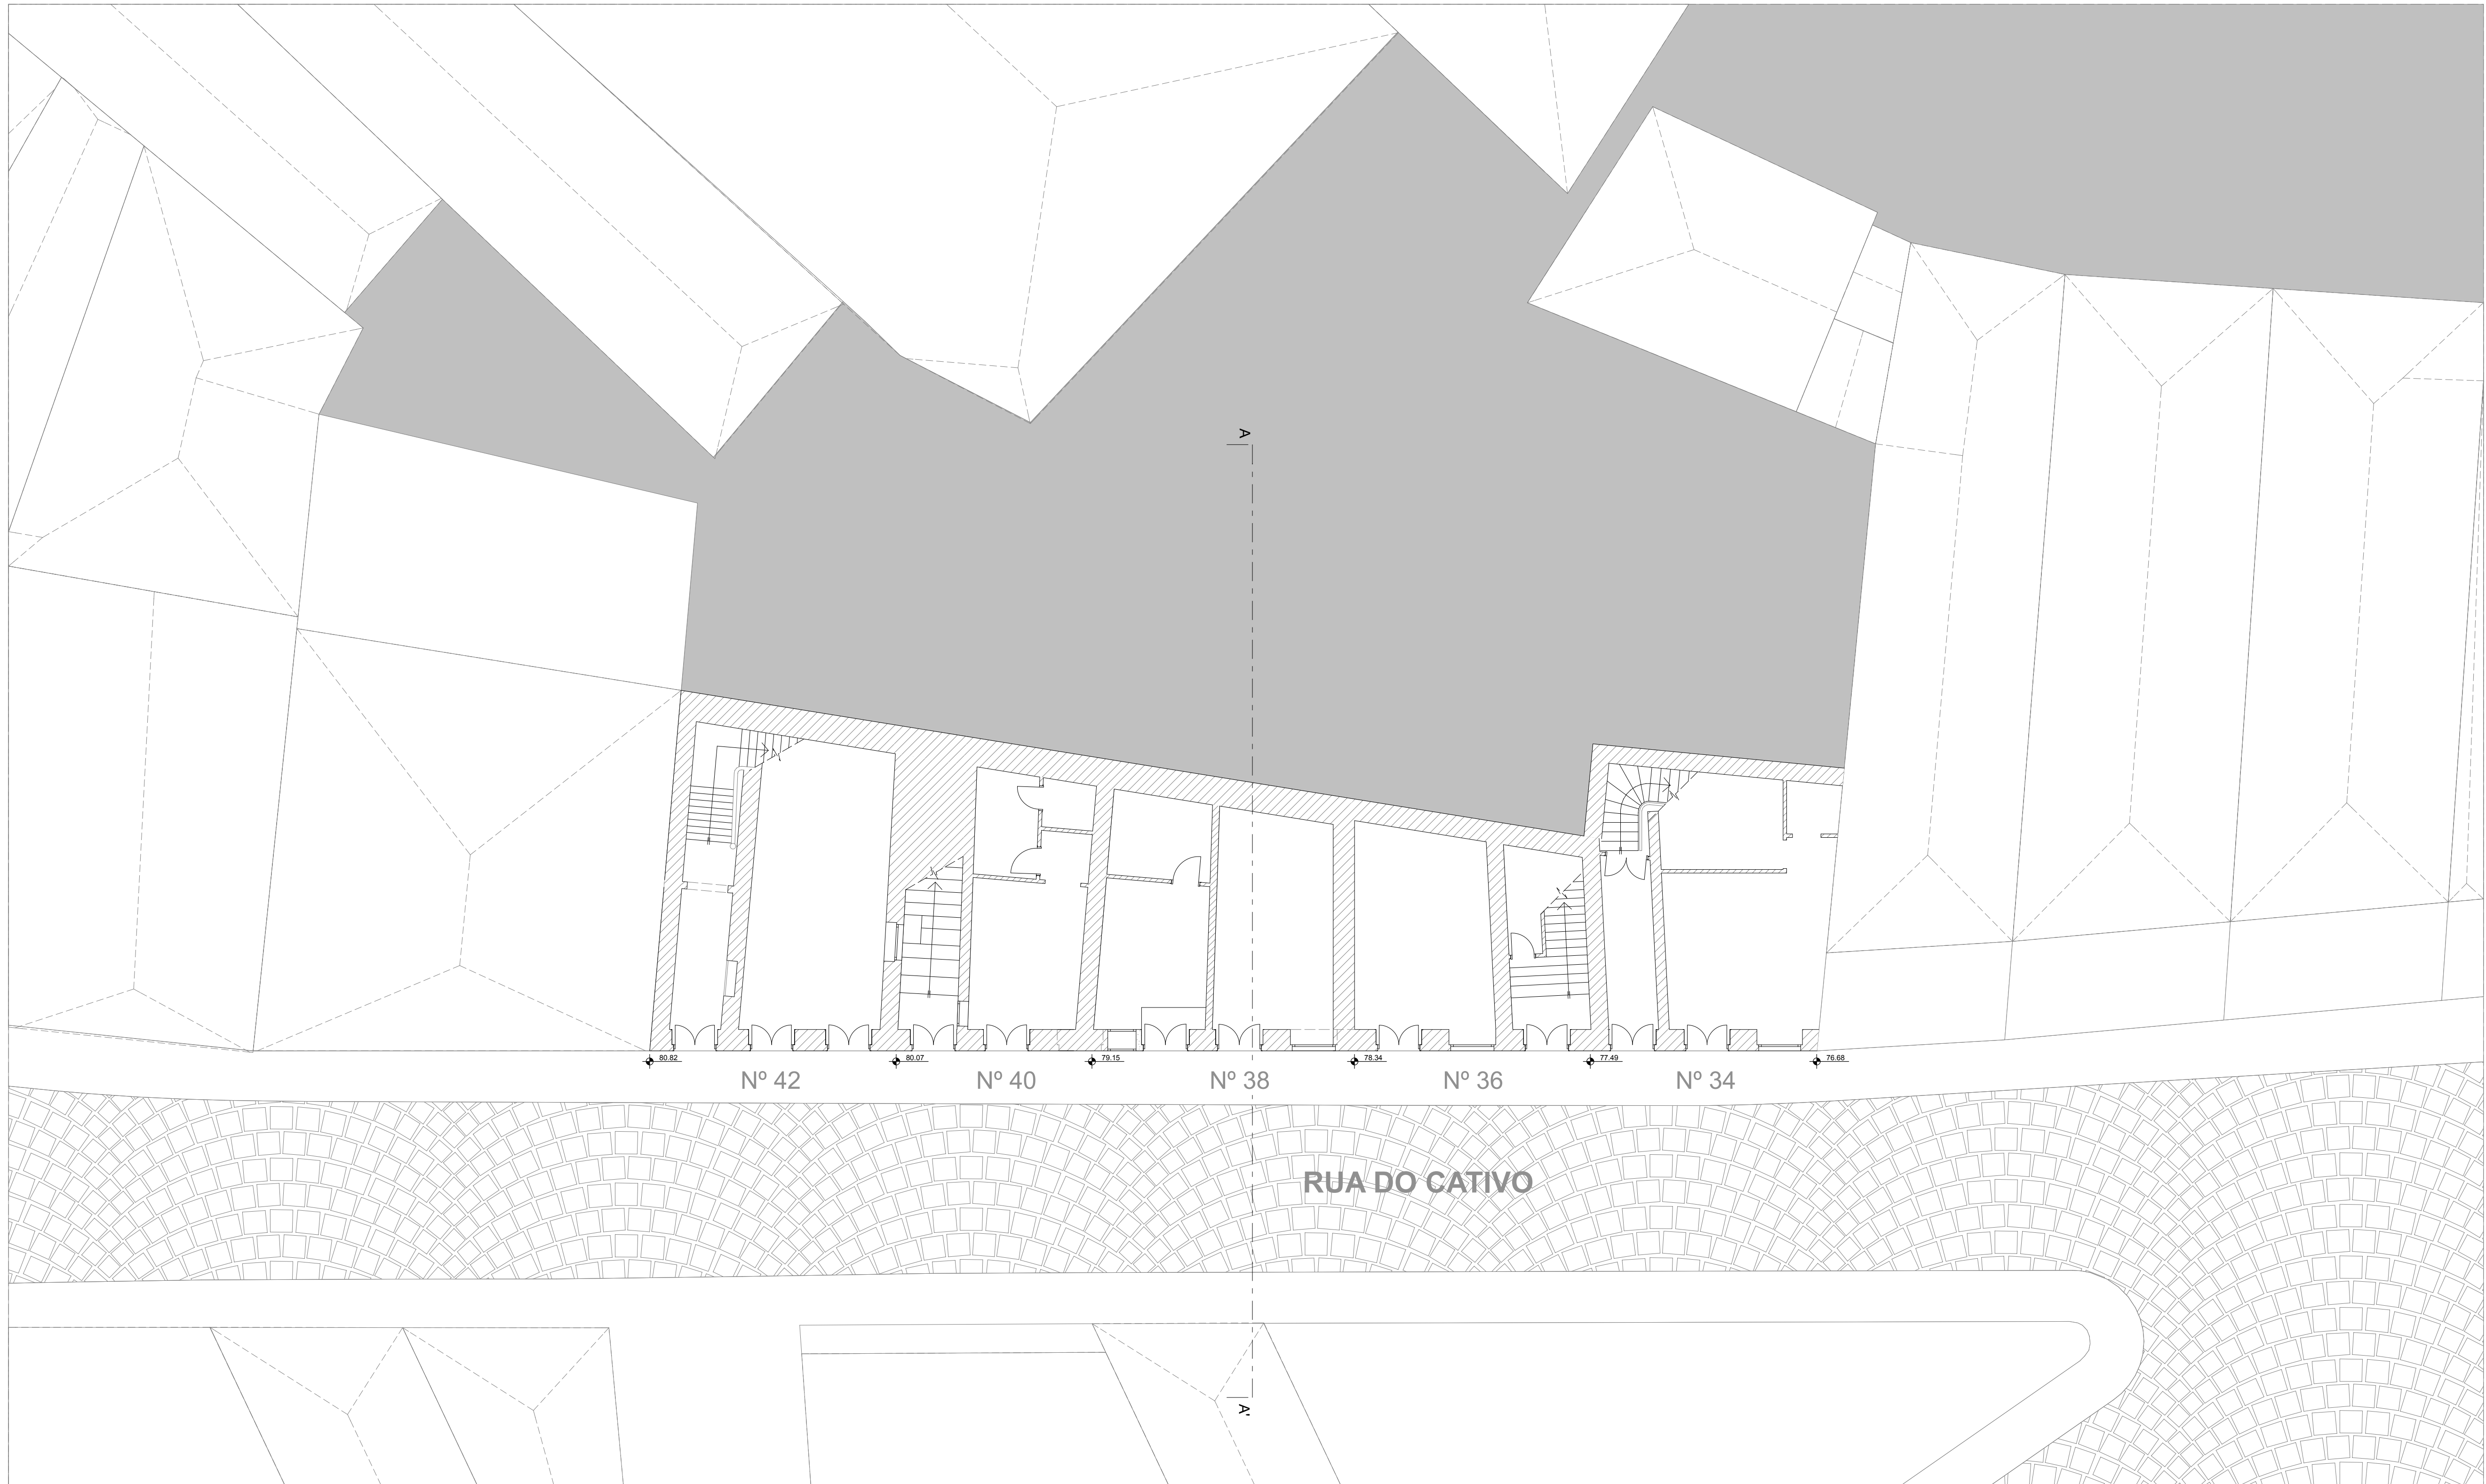 A
80.82
80.07
79.15
78.34
77.49
76.68
Nº 42
Nº 40
Nº 38
Nº 36
Nº 34
RUA DO CATIVO
A'